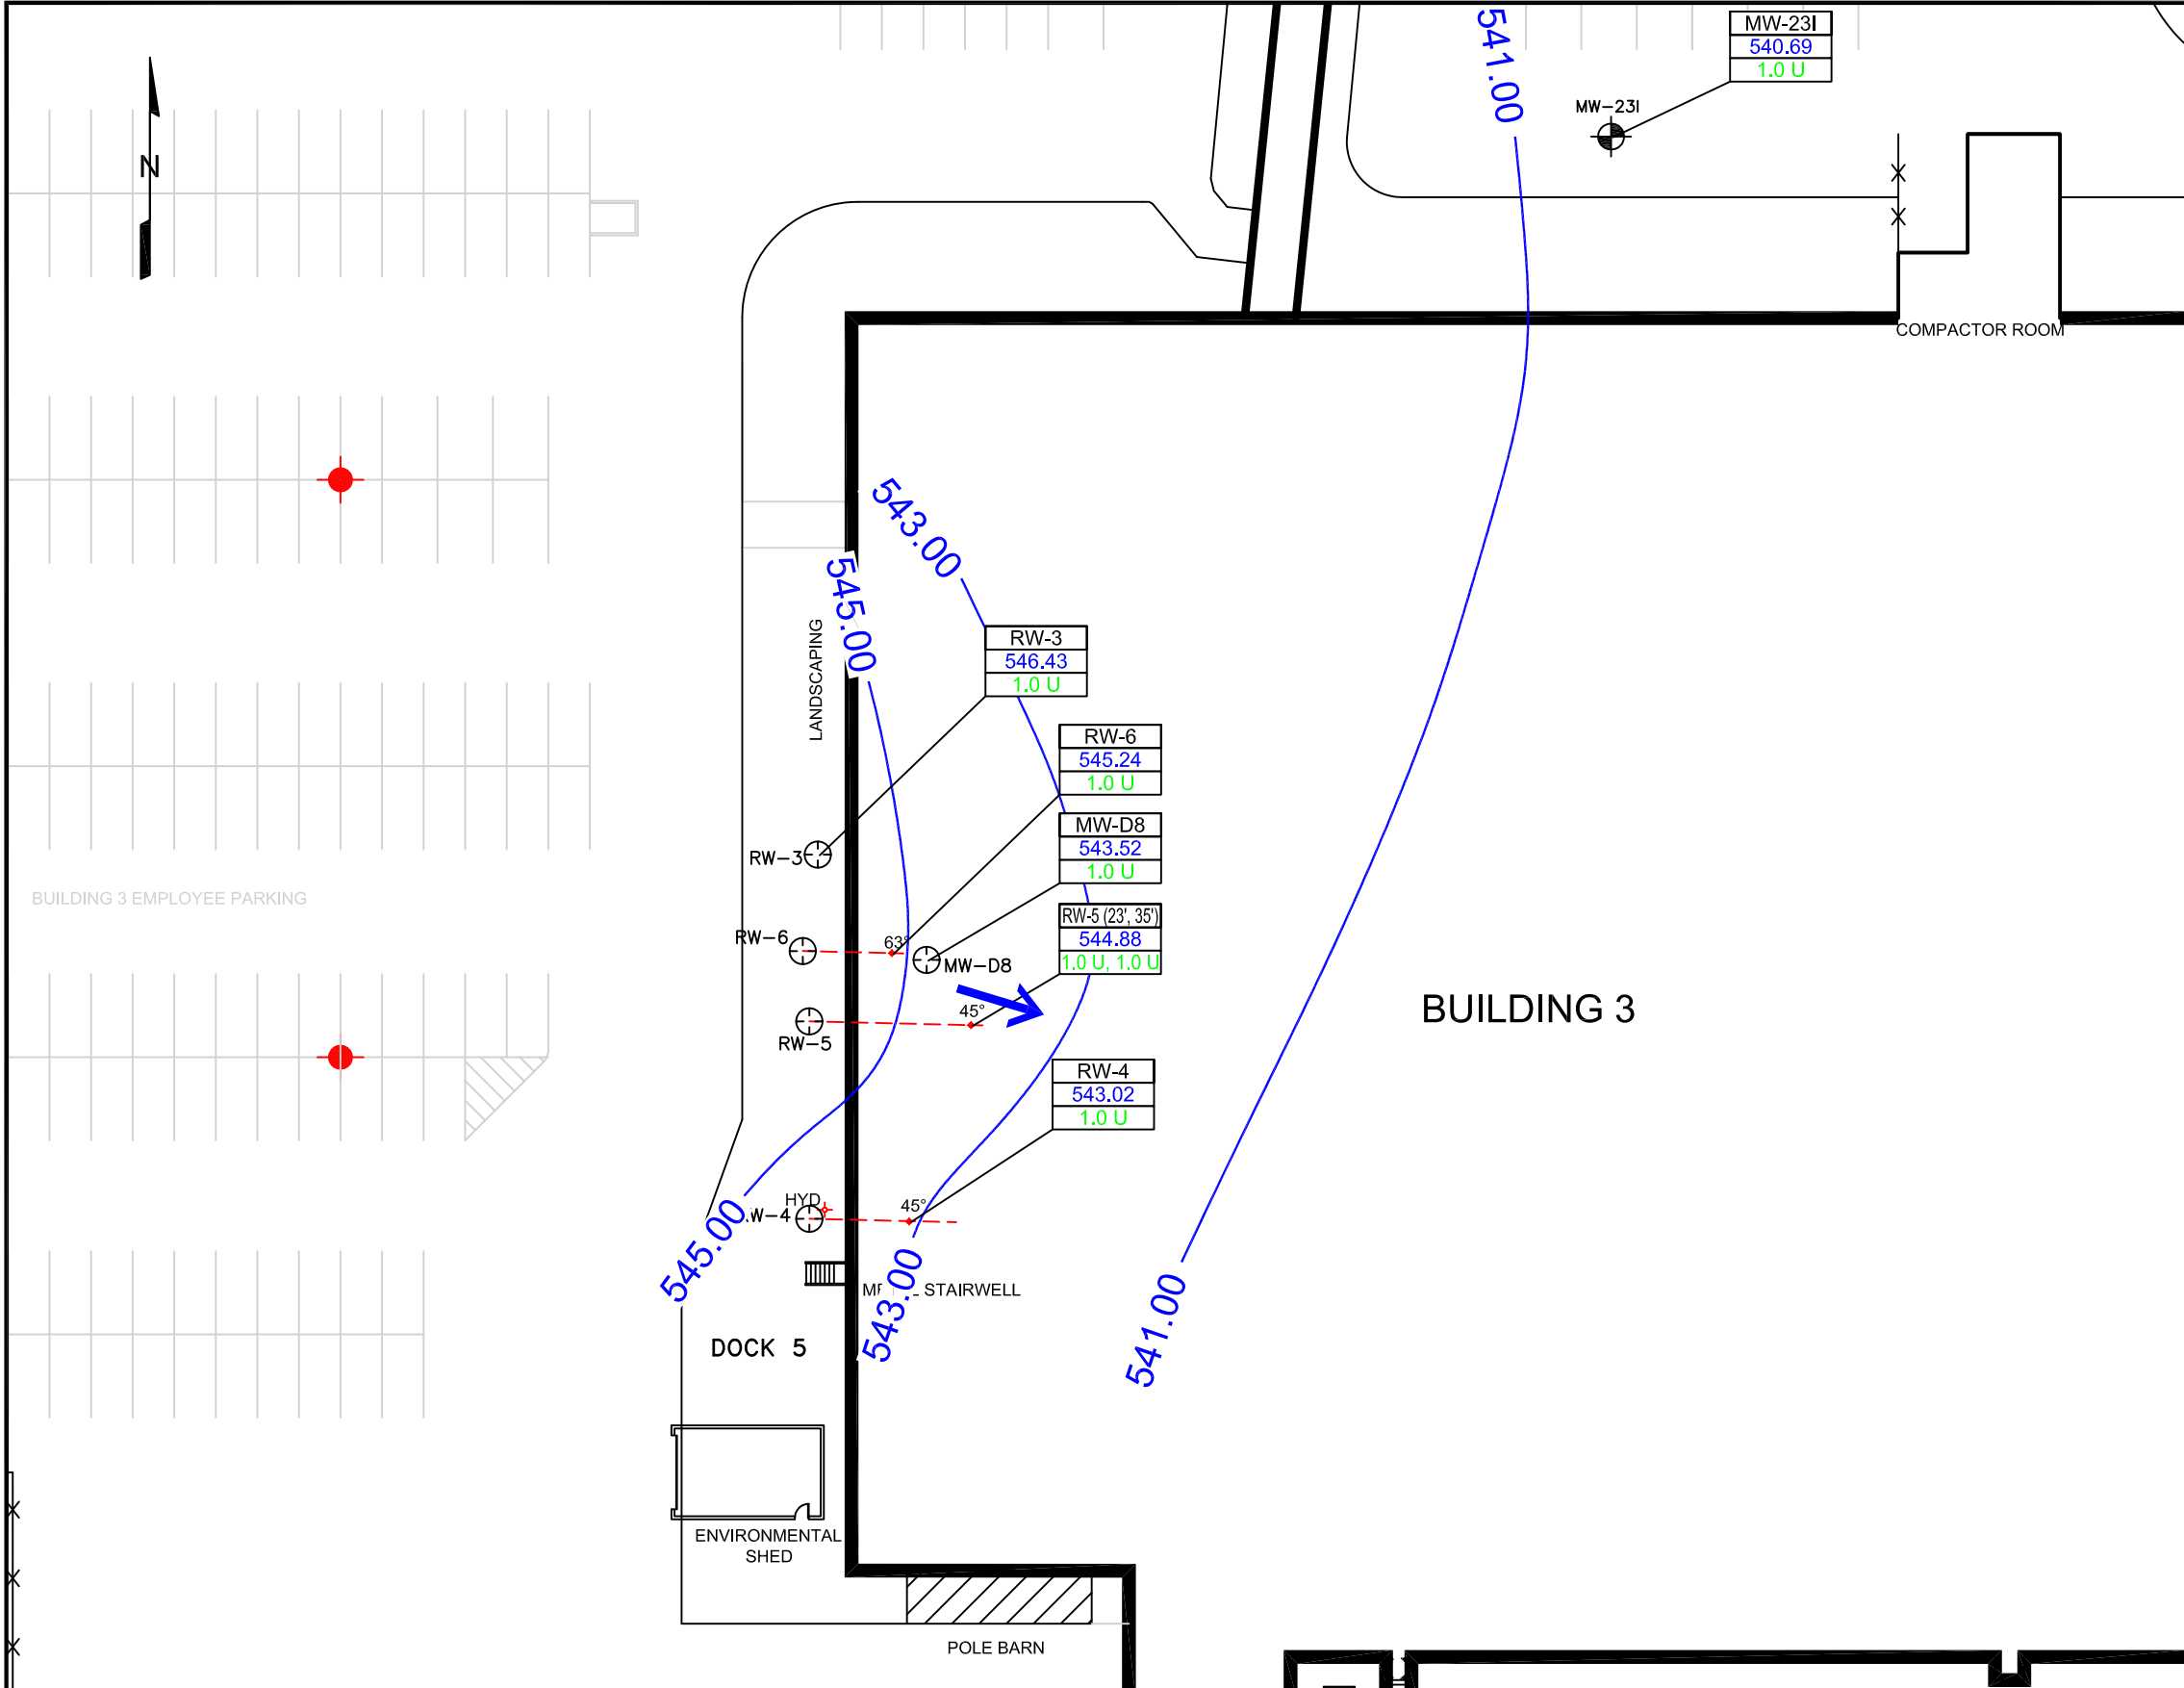 541.00
MW-23I
540.69
1.0 U
MW-23I
N
COMPACTOR ROOM
543.00
545.00
LANDSCAPING
RW-3
546.43
1.0 U
RW-6
545.24
1.0 U
MW-D8
543.52
1.0 U
RW-3
BUILDING 3 EMPLOYEE PARKING
RW-5 (23', 35')
544.88
1.0 U, 1.0 U
RW-6
63°
MW-D8
45°
BUILDING 3
RW-5
RW-4
543.02
1.0 U
HYD
45°
W-4
545.00
543.00
STAIRWELL
541.00
DOCK 5
ENVIRONMENTAL
SHED
POLE BARN